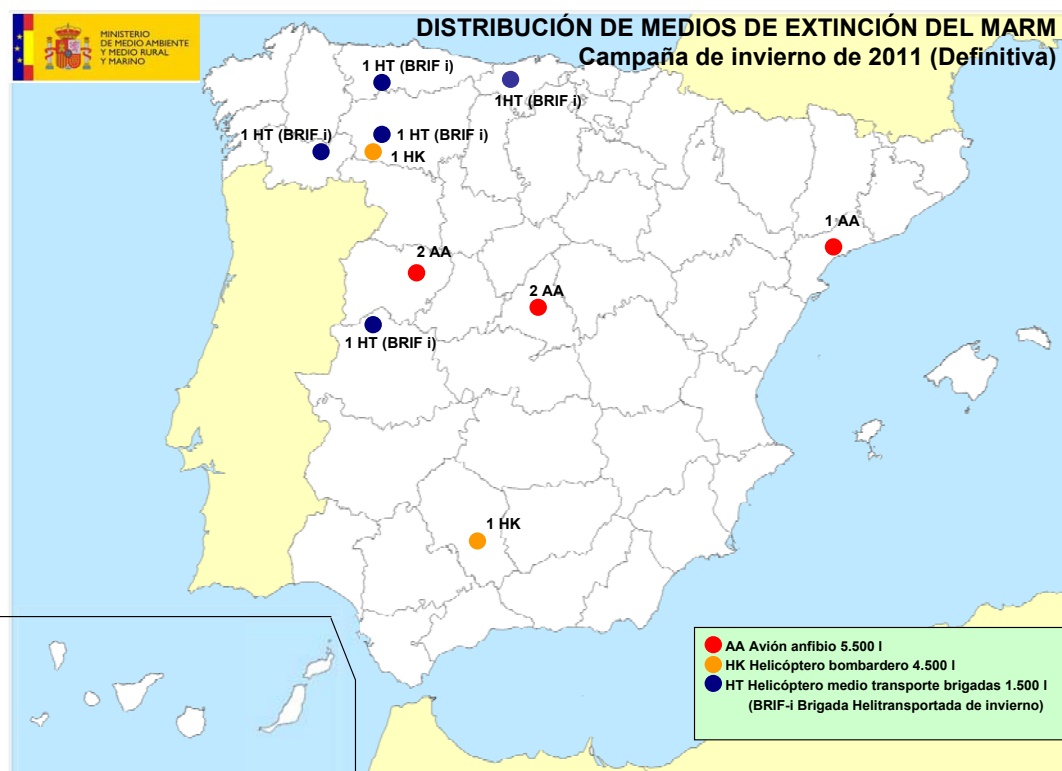 MINISTERIO
DE MEDIO AMBIENTE
Y MEDIO RURAL
Y MARINO
DISTRIBUCIÓN DE MEDIOS DE EXTINCIÓN DEL MARM
Campaña de invierno de 2011 (Definitiva)
1 HT (BRIF i)
1HT (BRIF i)
1 HT (BRIF i)
1 HT (BRIF i)
1 HK
1 AA
2 AA
2 AA
1 HT (BRIF i)
1 HK
AA Avión anfibio 5.500 l
HK Helicóptero bombardero 4.500 l
HT Helicóptero medio transporte brigadas 1.500 l
(BRIF-i Brigada Helitransportada de invierno)